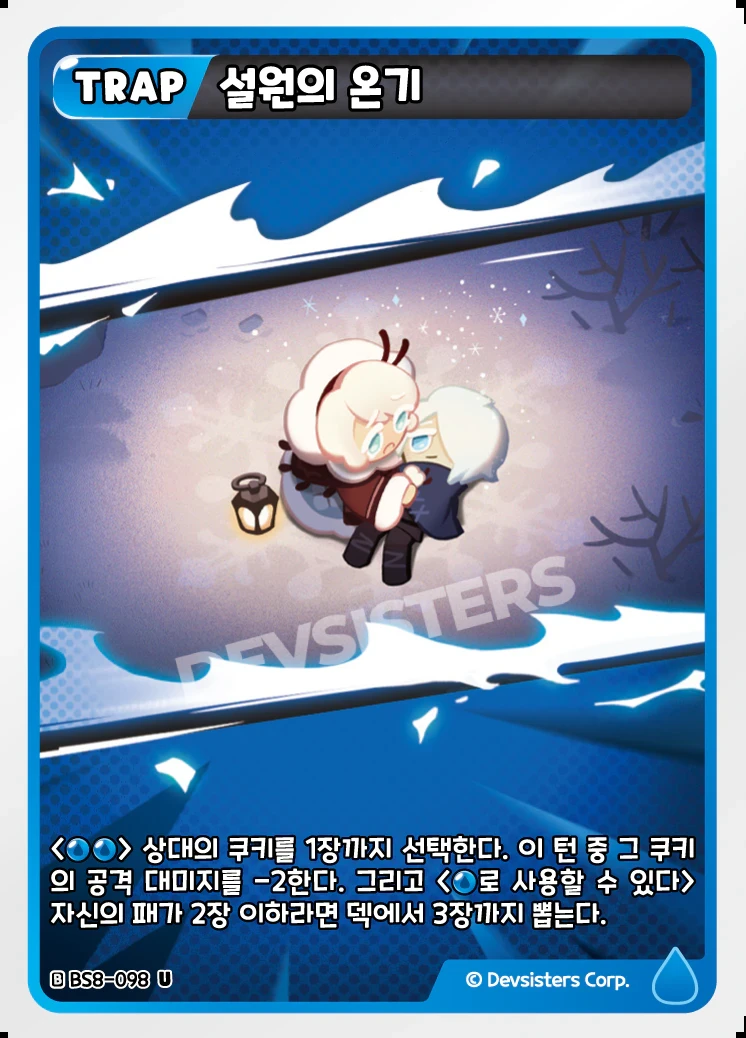 TRAP 설원의 온기
DEVSISTERS
<🔵🔵> 상대의 쿠키를 1장까지 선택한다. 이 턴 중 그 쿠키
의 공격 대미지를 -2한다. 그리고 <🔵로 사용할 수 있다>
자신의 패가 2장 이하라면 덱에서 3장까지 뽑는다.
B BS8-098 U © Devsisters Corp.